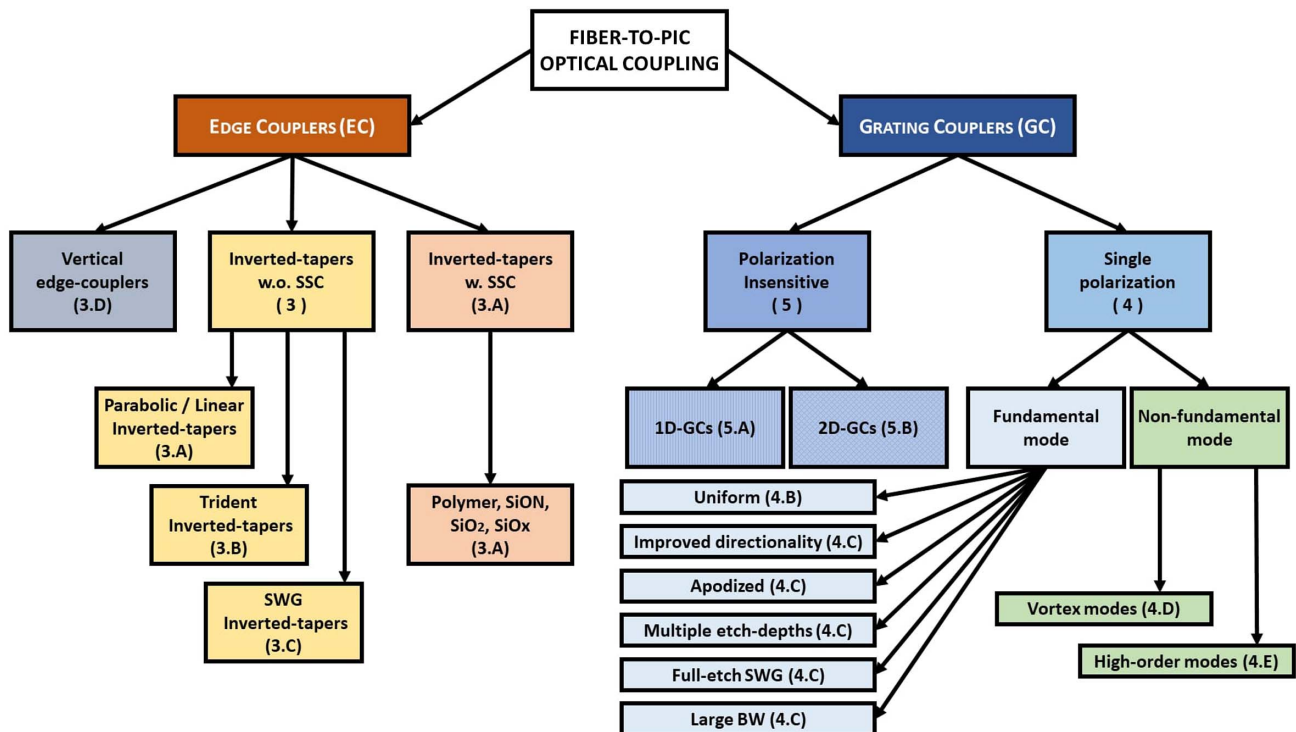 FIBER-TO-PIC
OPTICAL COUPLING
EDGE COUPLERS (EC)
GRATING COUPLERS (GC)
Vertical
edge-couplers
(3.D)
Inverted-tapers
w.o. SSC
( 3 )
Inverted-tapers
w. SSC
(3.A)
Polarization
Insensitive
( 5 )
Single
polarization
( 4 )
Parabolic / Linear
Inverted-tapers
(3.A)
Trident
Inverted-tapers
(3.B)
SWG
Inverted-tapers
(3.C)
Polymer, SiON,
SiO₂, SiOx
(3.A)
1D-GCs (5.A)
2D-GCs (5.B)
Fundamental
mode
Non-fundamental
mode
Uniform (4.B)
Improved directionality (4.C)
Apodized (4.C)
Multiple etch-depths (4.C)
Full-etch SWG (4.C)
Large BW (4.C)
Vortex modes (4.D)
High-order modes (4.E)